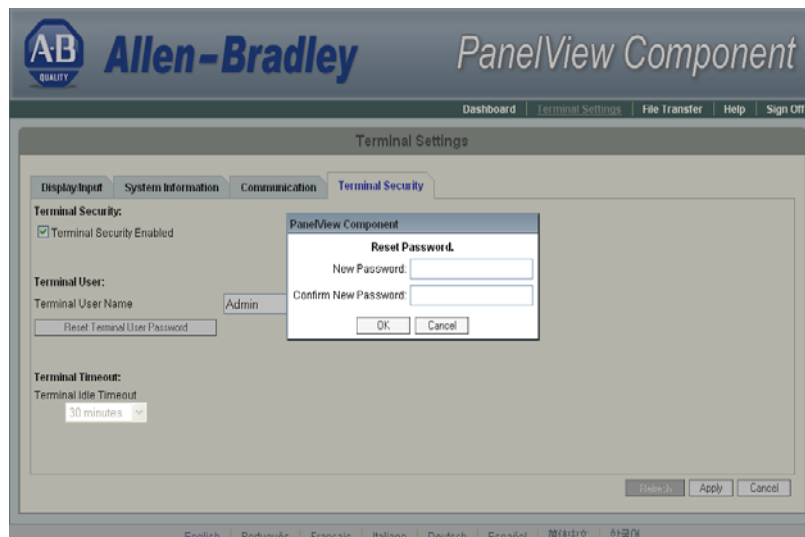 A·B
QUALITY
Allen-Bradley
PanelView Component
Dashboard | Terminal Settings | File Transfer | Help | Sign Off
Terminal Settings
Display/Input System Information Communication Terminal Security
Terminal Security:
Terminal Security Enabled
PanelView Component
Reset Password.
New Password:
Confirm New Password:
OK Cancel
Terminal User:
Terminal User Name Admin
Reset Terminal User Password
Terminal Timeout:
Terminal Idle Timeout
30 minutes
Refresh Apply Cancel
English | Português | Français | Italiano | Deutsch | Español | 简体中文 | 한국어